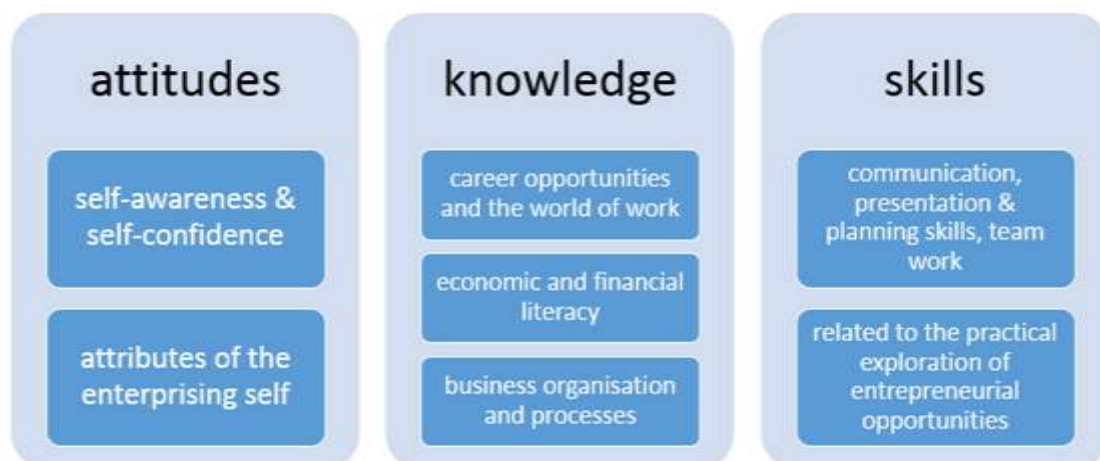 attitudes
self-awareness &
self-confidence
attributes of the
enterprising self
knowledge
career opportunities
and the world of work
economic and financial
literacy
business organisation
and processes
skills
communication,
presentation &
planning skills, team
work
related to the practical
exploration of
entrepreneurial
opportunities